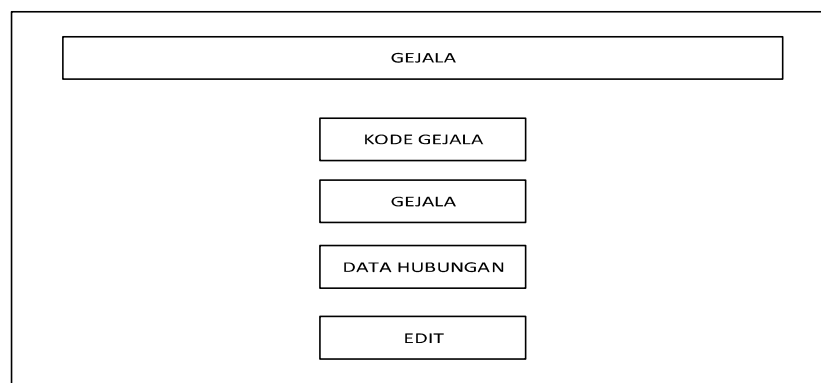 GEJALA
KODE GEJALA
GEJALA
DATA HUBUNGAN
EDIT